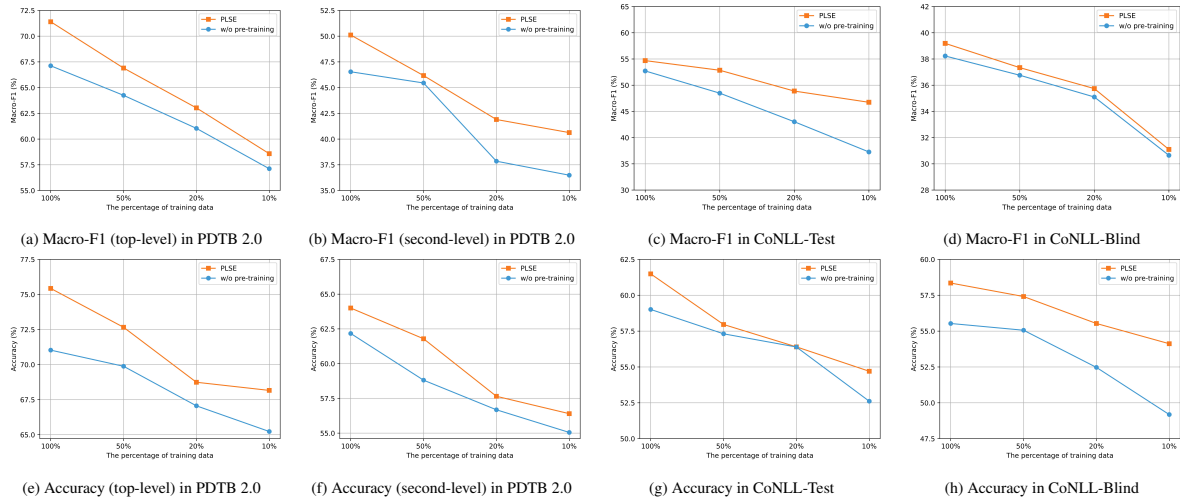 72.5
70.0
67.5
65.0
62.5
60.0
57.5
55.0
Macro-F1 (%)
PLSE
w/o pre-training
100%
50%
20%
10%
The percentage of training data
(a) Macro-F1 (top-level) in PDTB 2.0
52.5
50.0
47.5
45.0
42.5
40.0
37.5
35.0
Macro-F1 (%)
PLSE
w/o pre-training
100%
50%
20%
10%
The percentage of training data
(b) Macro-F1 (second-level) in PDTB 2.0
65
60
55
50
45
40
35
30
Macro-F1 (%)
PLSE
w/o pre-training
100%
50%
20%
10%
The percentage of training data
(c) Macro-F1 in CoNLL-Test
42
40
38
36
34
32
30
28
Macro-F1 (%)
PLSE
w/o pre-training
100%
50%
20%
10%
The percentage of training data
(d) Macro-F1 in CoNLL-Blind
77.5
75.0
72.5
70.0
67.5
65.0
Accuracy (%)
PLSE
w/o pre-training
100%
50%
20%
10%
The percentage of training data
(e) Accuracy (top-level) in PDTB 2.0
67.5
65.0
62.5
60.0
57.5
55.0
Accuracy (%)
PLSE
w/o pre-training
100%
50%
20%
10%
The percentage of training data
(f) Accuracy (second-level) in PDTB 2.0
62.5
60.0
57.5
55.0
52.5
50.0
Accuracy (%)
PLSE
w/o pre-training
100%
50%
20%
10%
The percentage of training data
(g) Accuracy in CoNLL-Test
60.0
57.5
55.0
52.5
50.0
47.5
Accuracy (%)
PLSE
w/o pre-training
100%
50%
20%
10%
The percentage of training data
(h) Accuracy in CoNLL-Blind